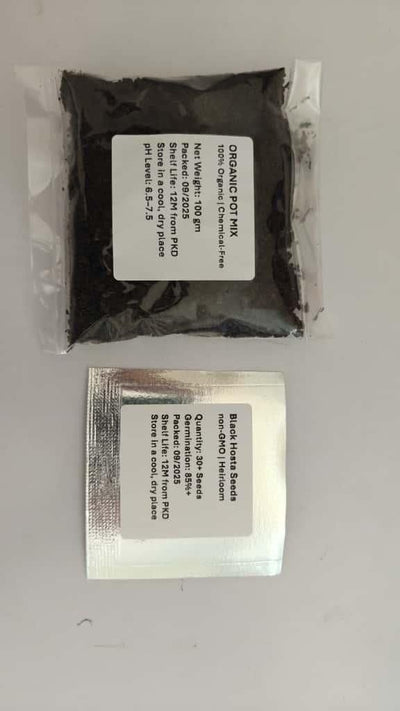 ORGANIC POT MIX
100% Organic | Chemical-Free
Net Weight: 100 gm
Packed: 09/2025
Shelf Life: 12M from PKD
Store in a cool, dry place
pH Level: 6.5–7.5
Black Hosta Seeds
non-GMO | Heirloom
Quantity: 30+ Seeds
Germination: 85%+
Packed: 09/2025
Shelf Life: 12M from PKD
Store in a cool, dry place